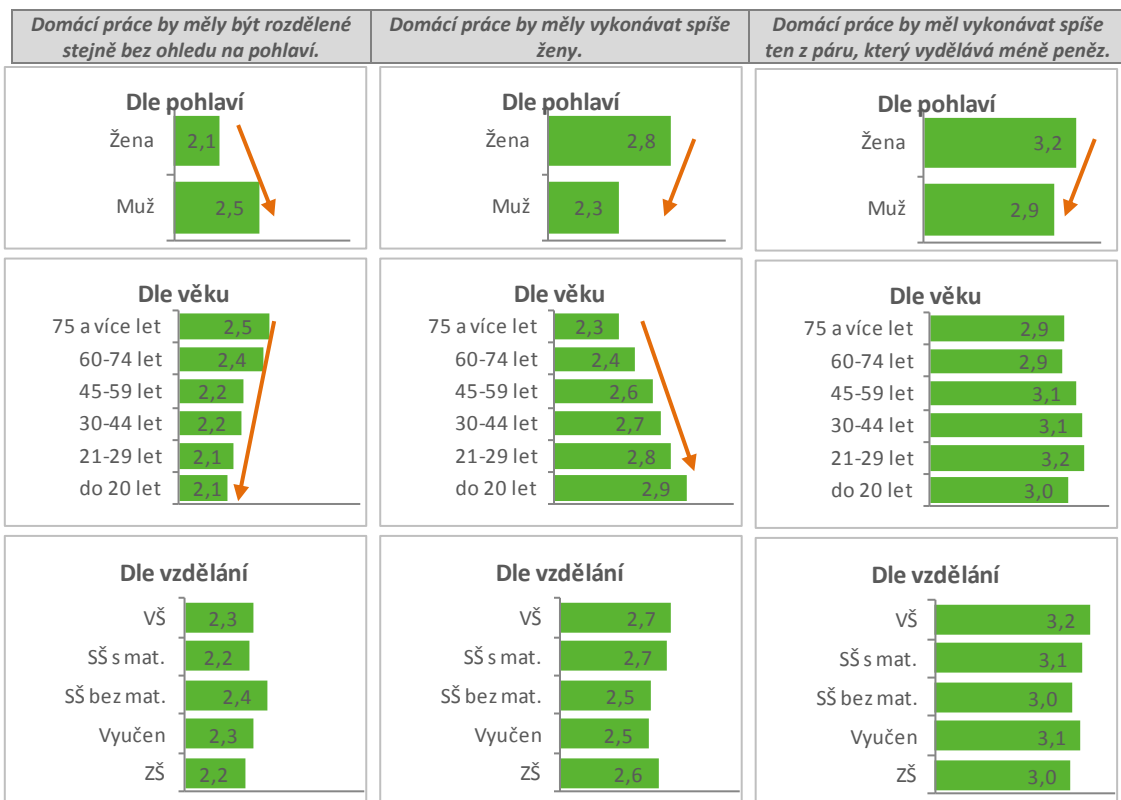 Domácí práce by měly být rozdělené
stejně bez ohledu na pohlaví.
Domácí práce by měly vykonávat spíše
ženy.
Domácí práce by měl vykonávat spíše
ten z páru, který vydělává méně peněz.
Dle pohlaví
Žena 2,1
Muž 2,5
Dle pohlaví
Žena 2,8
Muž 2,3
Dle pohlaví
Žena 3,2
Muž 2,9
Dle věku
75 a více let 2,5
60-74 let 2,4
45-59 let 2,2
30-44 let 2,2
21-29 let 2,1
do 20 let 2,1
Dle věku
75 a více let 2,3
60-74 let 2,4
45-59 let 2,6
30-44 let 2,7
21-29 let 2,8
do 20 let 2,9
Dle věku
75 a více let 2,9
60-74 let 2,9
45-59 let 3,1
30-44 let 3,1
21-29 let 3,2
do 20 let 3,0
Dle vzdělání
VŠ 2,3
SŠ s mat. 2,2
SŠ bez mat. 2,4
Vyučen 2,3
ZŠ 2,2
Dle vzdělání
VŠ 2,7
SŠ s mat. 2,7
SŠ bez mat. 2,5
Vyučen 2,5
ZŠ 2,6
Dle vzdělání
VŠ 3,2
SŠ s mat. 3,1
SŠ bez mat. 3,0
Vyučen 3,1
ZŠ 3,0